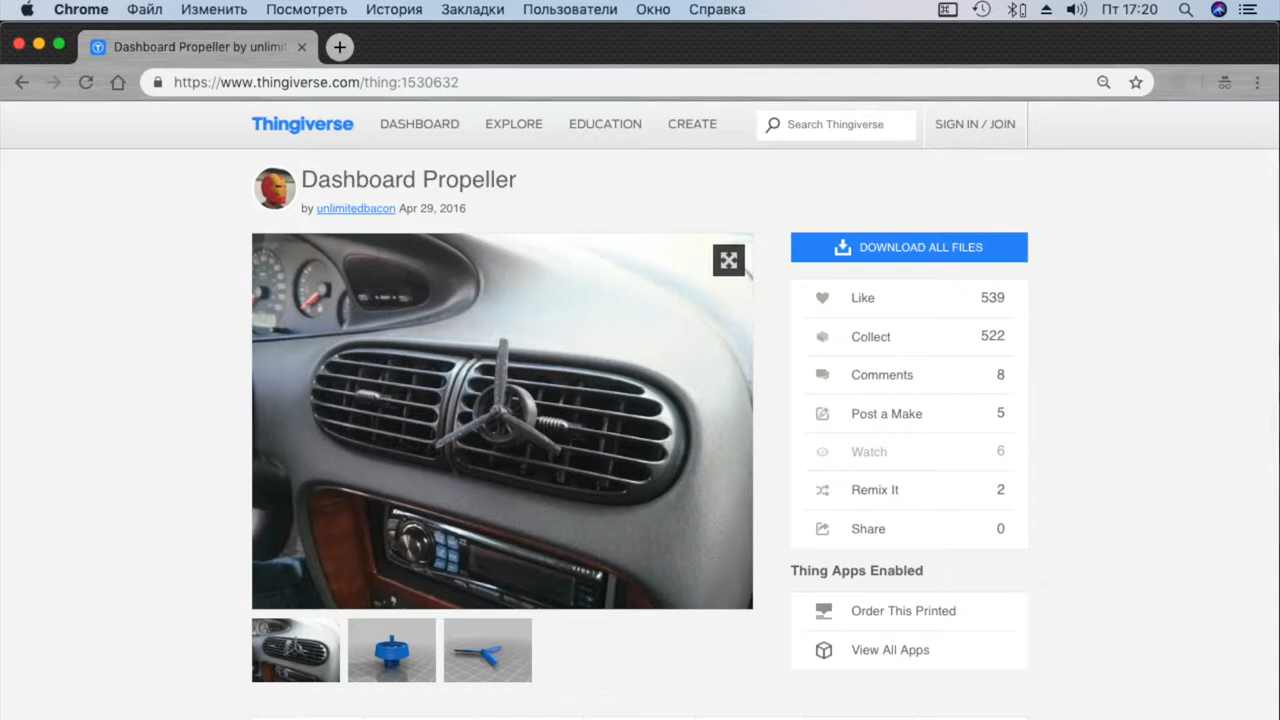 Chrome Файл Изменить Посмотреть История Закладки Пользователи Окно Справка Пт 17:20
Dashboard Propeller by unlimit
https://www.thingiverse.com/thing:1530632
Thingiverse DASHBOARD EXPLORE EDUCATION CREATE Search Thingiverse SIGN IN / JOIN
Dashboard Propeller
by unlimitedbacon Apr 29, 2016
DOWNLOAD ALL FILES
Like 539
Collect 522
Comments 8
Post a Make 5
Watch 6
Remix It 2
Share 0
Thing Apps Enabled
Order This Printed
View All Apps